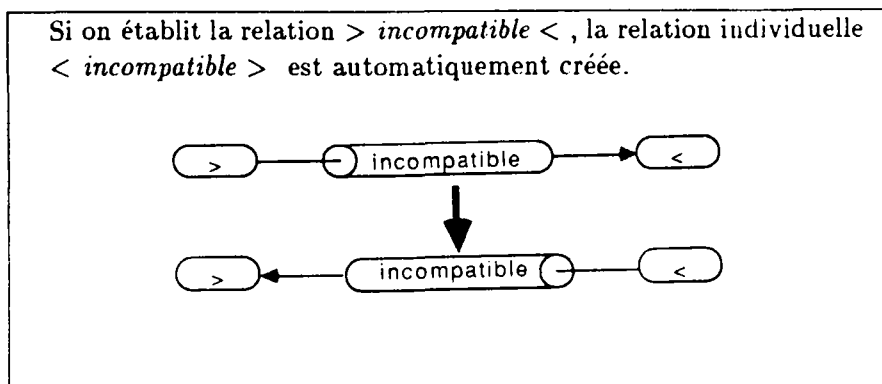 Si on établit la relation > incompatible < , la relation individuelle
< incompatible > est automatiquement créée.
> incompatible <
> incompatible <